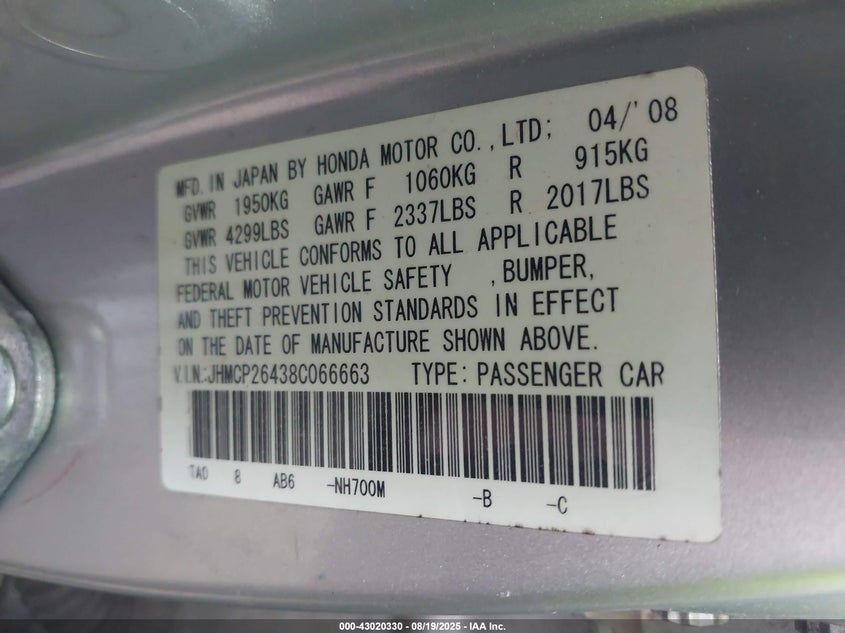 MFD. IN JAPAN BY HONDA MOTOR CO., LTD; 04/'08
GVWR 1950KG GAWR F 1060KG R 915KG
GVWR 4299LBS GAWR F 2337LBS R 2017LBS
THIS VEHICLE CONFORMS TO ALL APPLICABLE
FEDERAL MOTOR VEHICLE SAFETY , BUMPER,
AND THEFT PREVENTION STANDARDS IN EFFECT
ON THE DATE OF MANUFACTURE SHOWN ABOVE.
V.I.N.:JHMCP26438C066663 TYPE: PASSENGER CAR
TA0 8 AB6 -NH700M -B -C
000-43020330 - 08/19/2025 - IAA Inc.